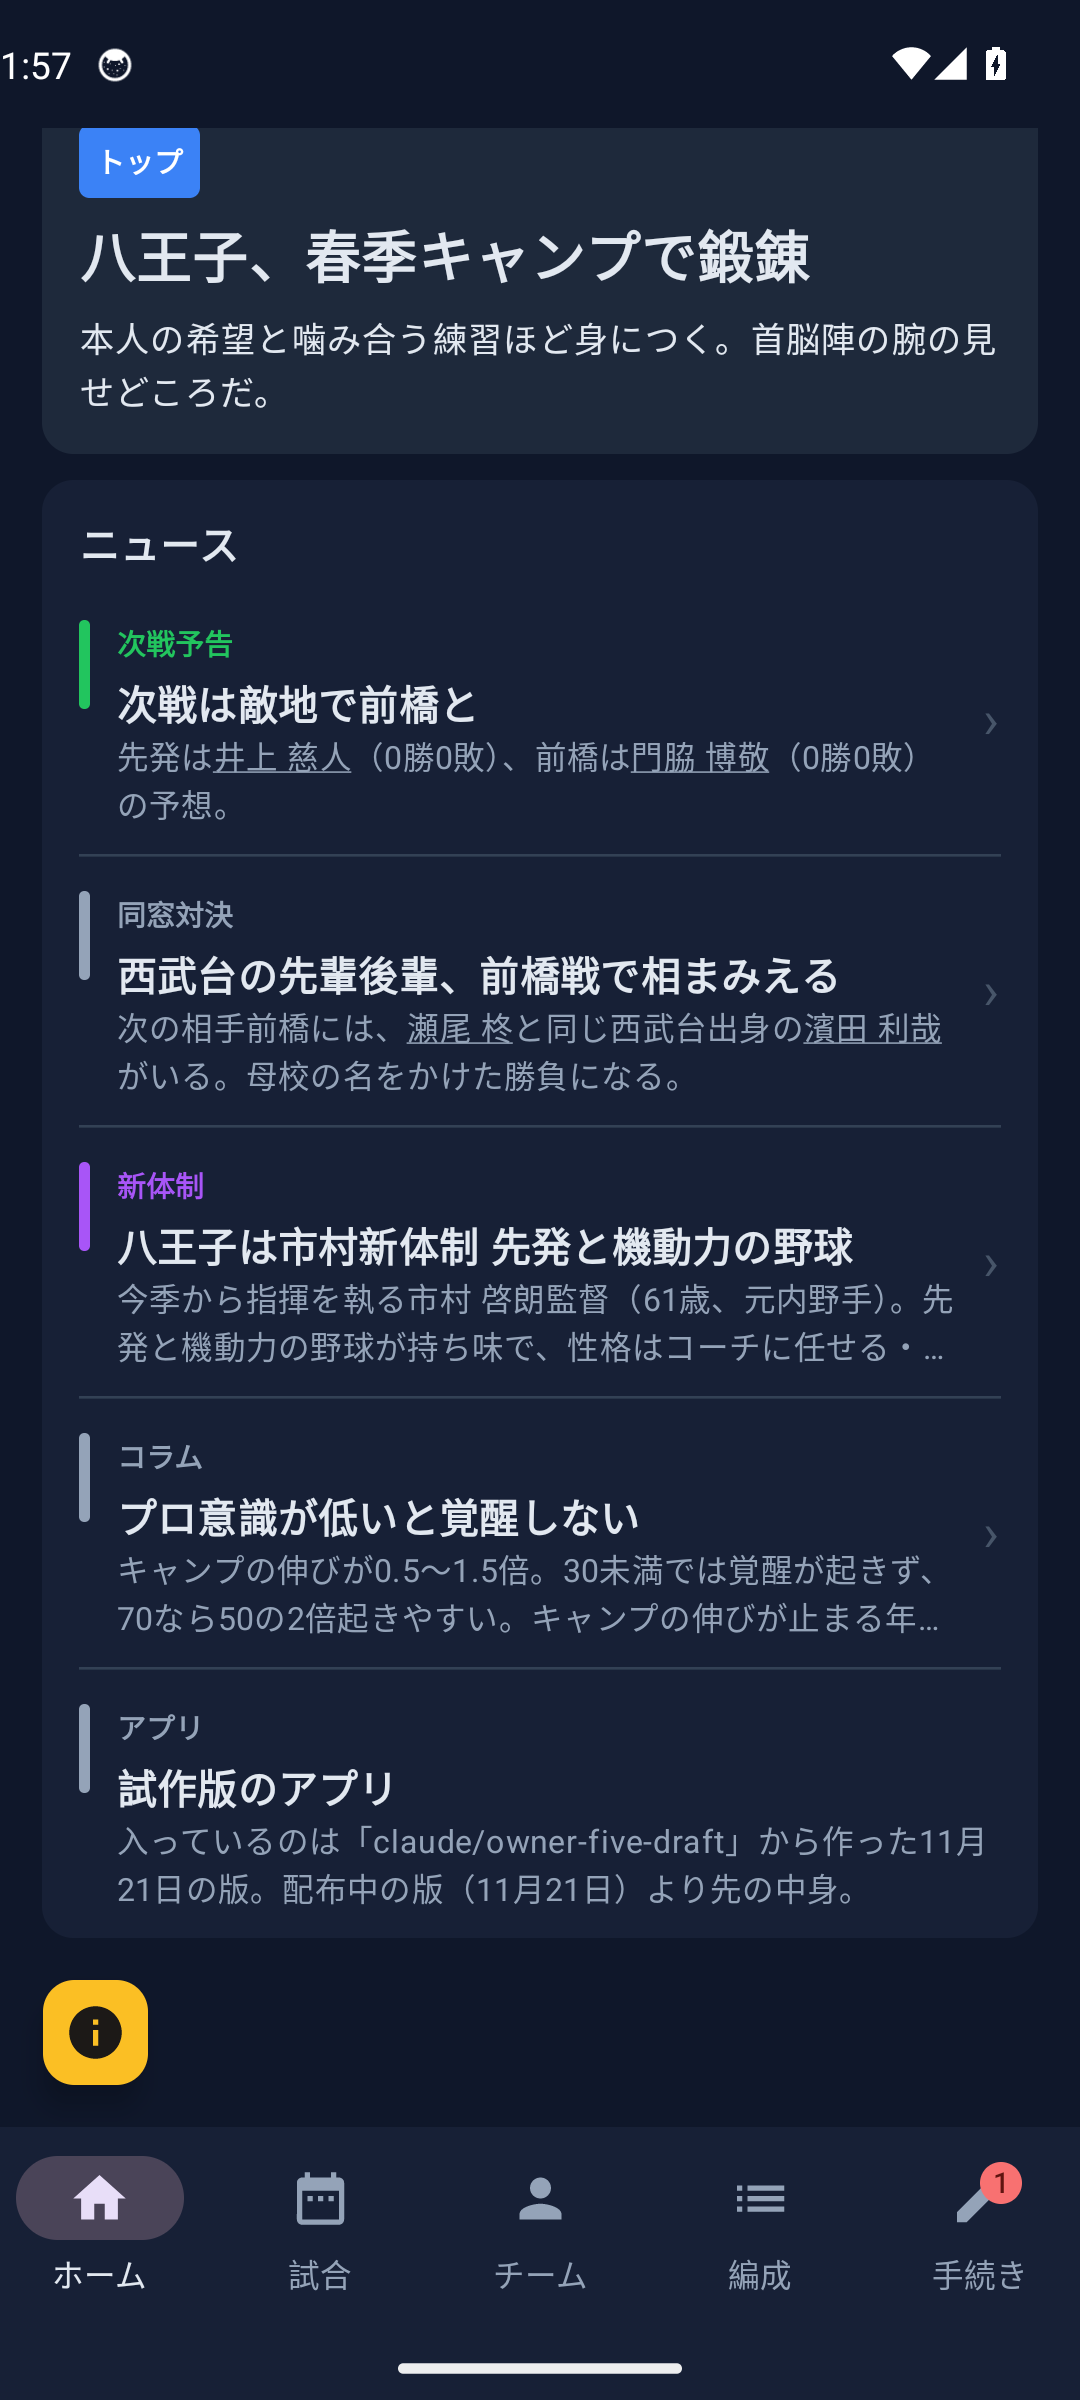 1:57
トップ
八王子、春季キャンプで鍛錬
本人の希望と噛み合う練習ほど身につく。首脳陣の腕の見
せどころだ。
ニュース
次戦予告
次戦は敵地で前橋と
先発は井上 慈人（0勝0敗）、前橋は門脇 博敬（0勝0敗）
の予想。
同窓対決
西武台の先輩後輩、前橋戦で相まみえる
次の相手前橋には、瀬尾 柊と同じ西武台出身の濱田 利哉
がいる。母校の名をかけた勝負になる。
新体制
八王子は市村新体制 先発と機動力の野球
今季から指揮を執る市村 啓朗監督（61歳、元内野手）。先
発と機動力の野球が持ち味で、性格はコーチに任せる・…
コラム
プロ意識が低いと覚醒しない
キャンプの伸びが0.5〜1.5倍。30未満では覚醒が起きず、
70なら50の2倍起きやすい。キャンプの伸びが止まる年…
アプリ
試作版のアプリ
入っているのは「claude/owner-five-draft」から作った11月
21日の版。配布中の版（11月21日）より先の中身。
1
ホーム
試合
チーム
編成
手続き